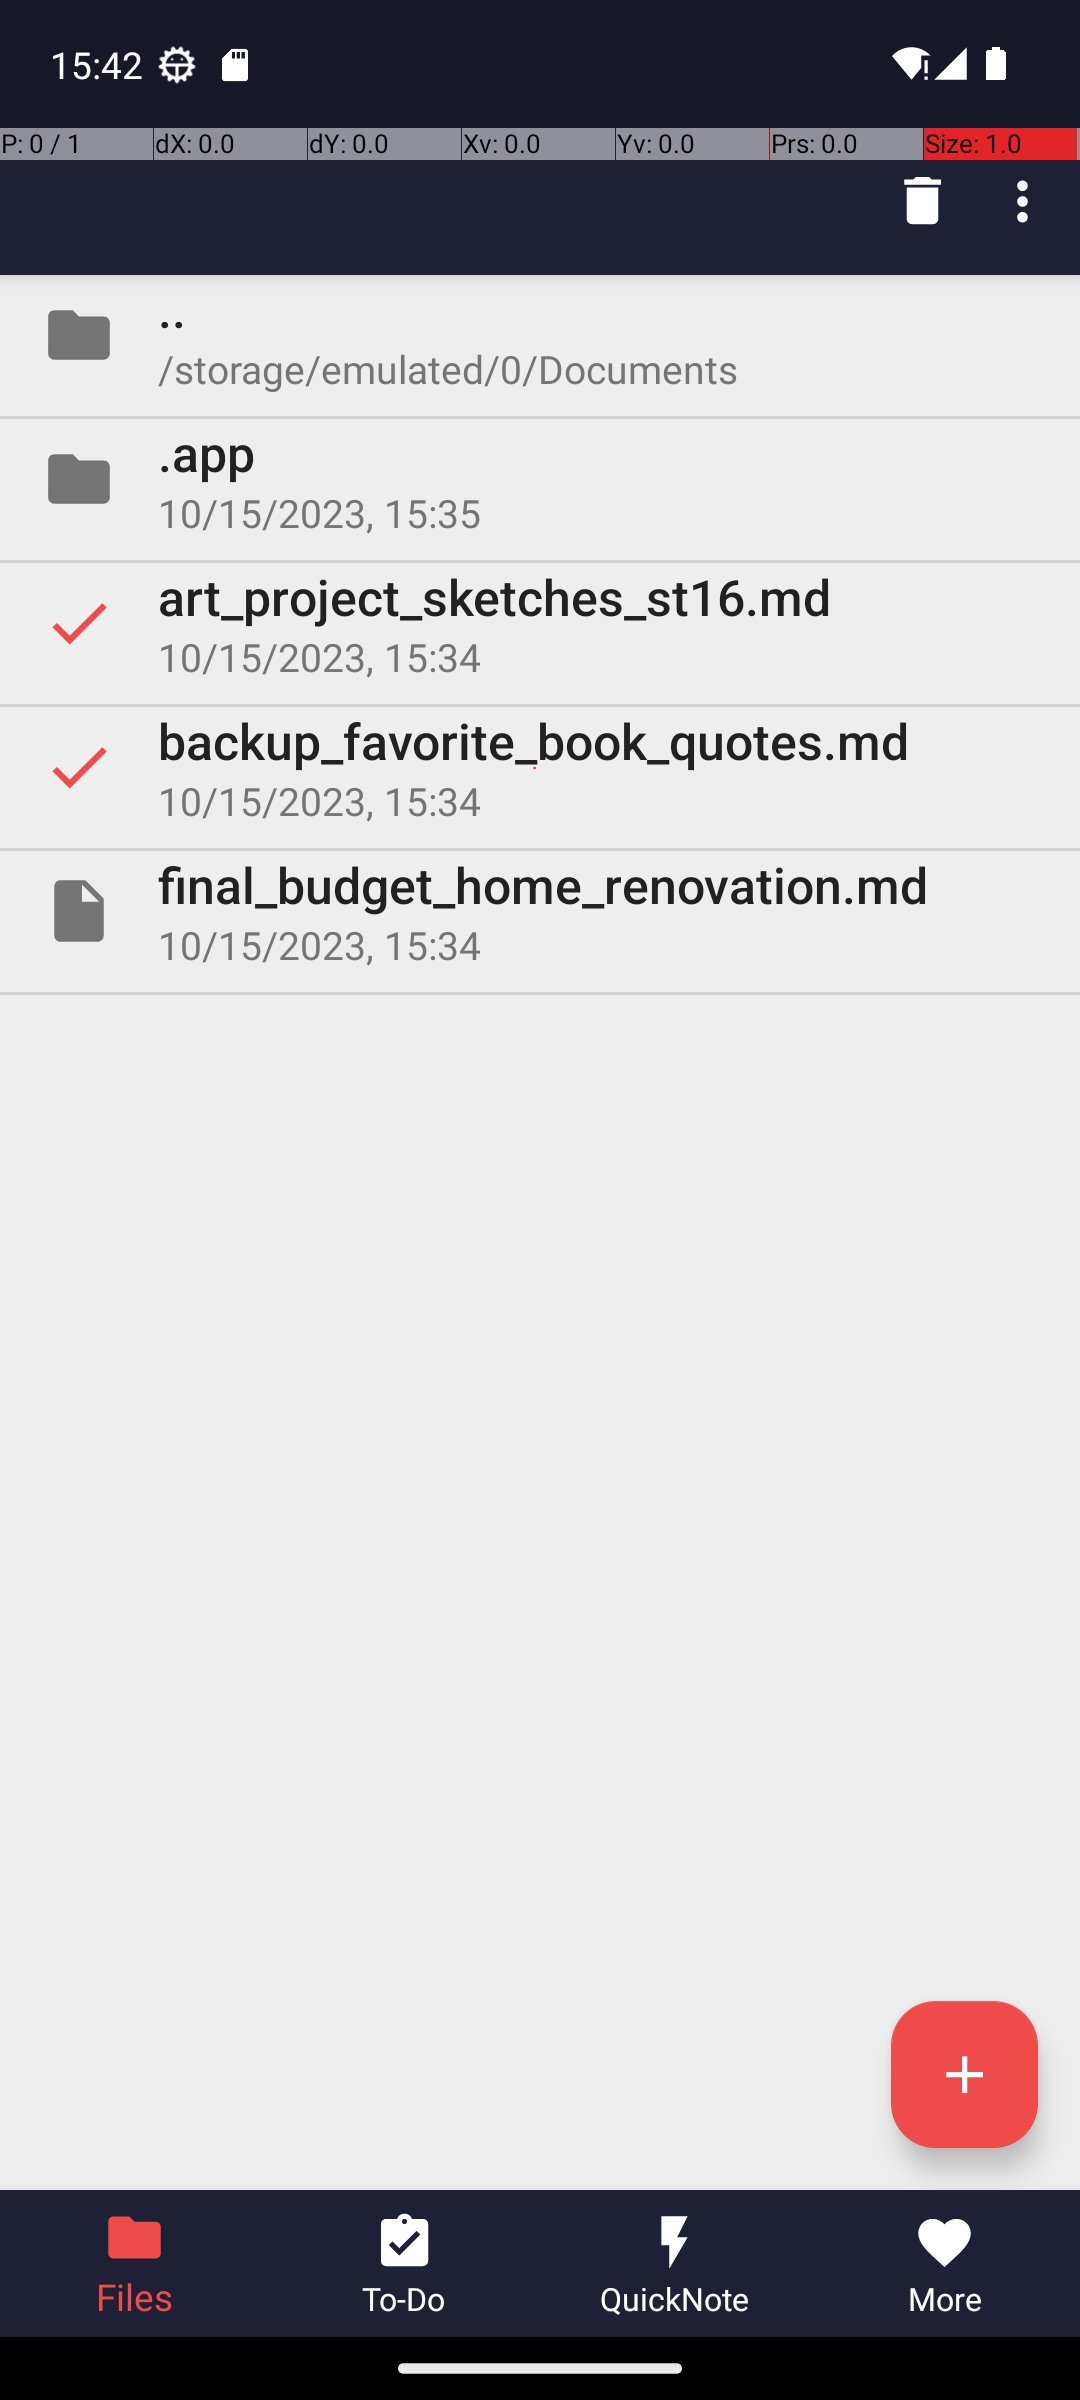 15:42
P: 0 / 1 dX: 0.0 dY: 0.0 Xv: 0.0 Yv: 0.0 Prs: 0.0 Size: 1.0
..
/storage/emulated/0/Documents
.app
10/15/2023, 15:35
art_project_sketches_st16.md
10/15/2023, 15:34
backup_favorite_book_quotes.md
10/15/2023, 15:34
final_budget_home_renovation.md
10/15/2023, 15:34
Files To-Do QuickNote More